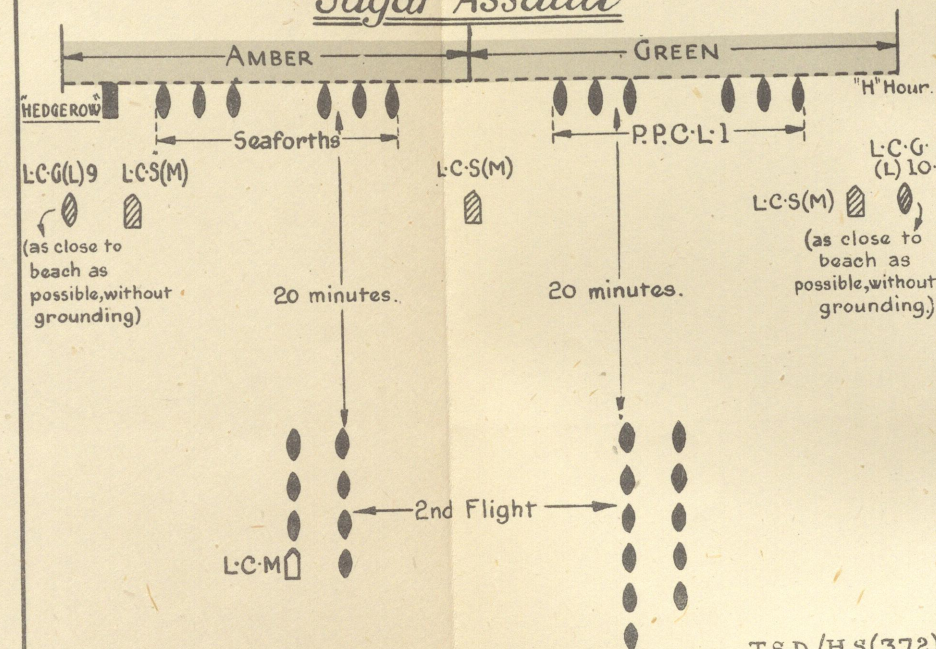 Sugar Assault
AMBER
GREEN
"HEDGEROW"
"H" Hour.
Seaforths
P.P.C.L.I
L.C.G(L)9
L.C.S(M)
L.C.S(M)
L.C.G.
(L) 10.
L.C.S(M)
(as close to
beach as
possible, without
grounding)
(as close to
beach as
possible, without
grounding.)
20 minutes.
20 minutes.
2nd Flight
L.C.M
T.S.D./H.S.(372)